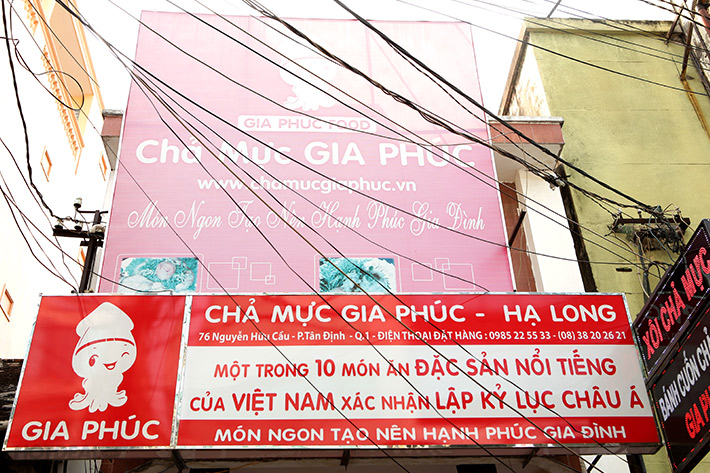 GIA PHUC FOOD
Chả Mực GIA PHÚC
www.chamucgiaphuc.vn
Món Ngon Tạo Nên Hạnh Phúc Gia Đình
CHẢ MỰC GIA PHÚC - HẠ LONG
76 Nguyễn Hữu Cầu - P.Tân Định - Q.1 - ĐIỆN THOẠI ĐẶT HÀNG : 0985 22 55 33 - (08) 38 20 26 21
MỘT TRONG 10 MÓN ĂN ĐẶC SẢN NỔI TIẾNG
CỦA VIỆT NAM XÁC NHẬN LẬP KỶ LỤC CHÂU Á
MÓN NGON TẠO NÊN HẠNH PHÚC GIA ĐÌNH
GIA PHÚC
XÔI CHẢ MỰC
BÁNH CUỐN CHẢ
GIA P